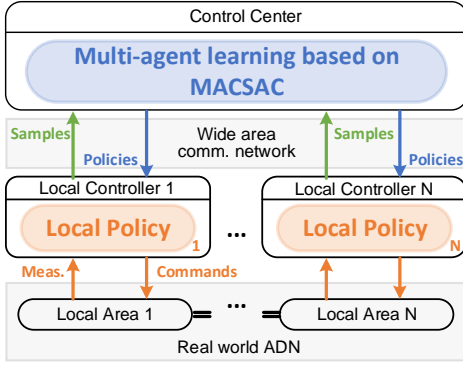 Control Center
Multi-agent learning based on
MACSAC
Samples
Policies
Wide area
comm. network
Samples
Policies
Local Controller 1
Local Policy
1
...
Local Controller N
Local Policy
N
Meas.
Commands
Local Area 1
...
Local Area N
Real world ADN